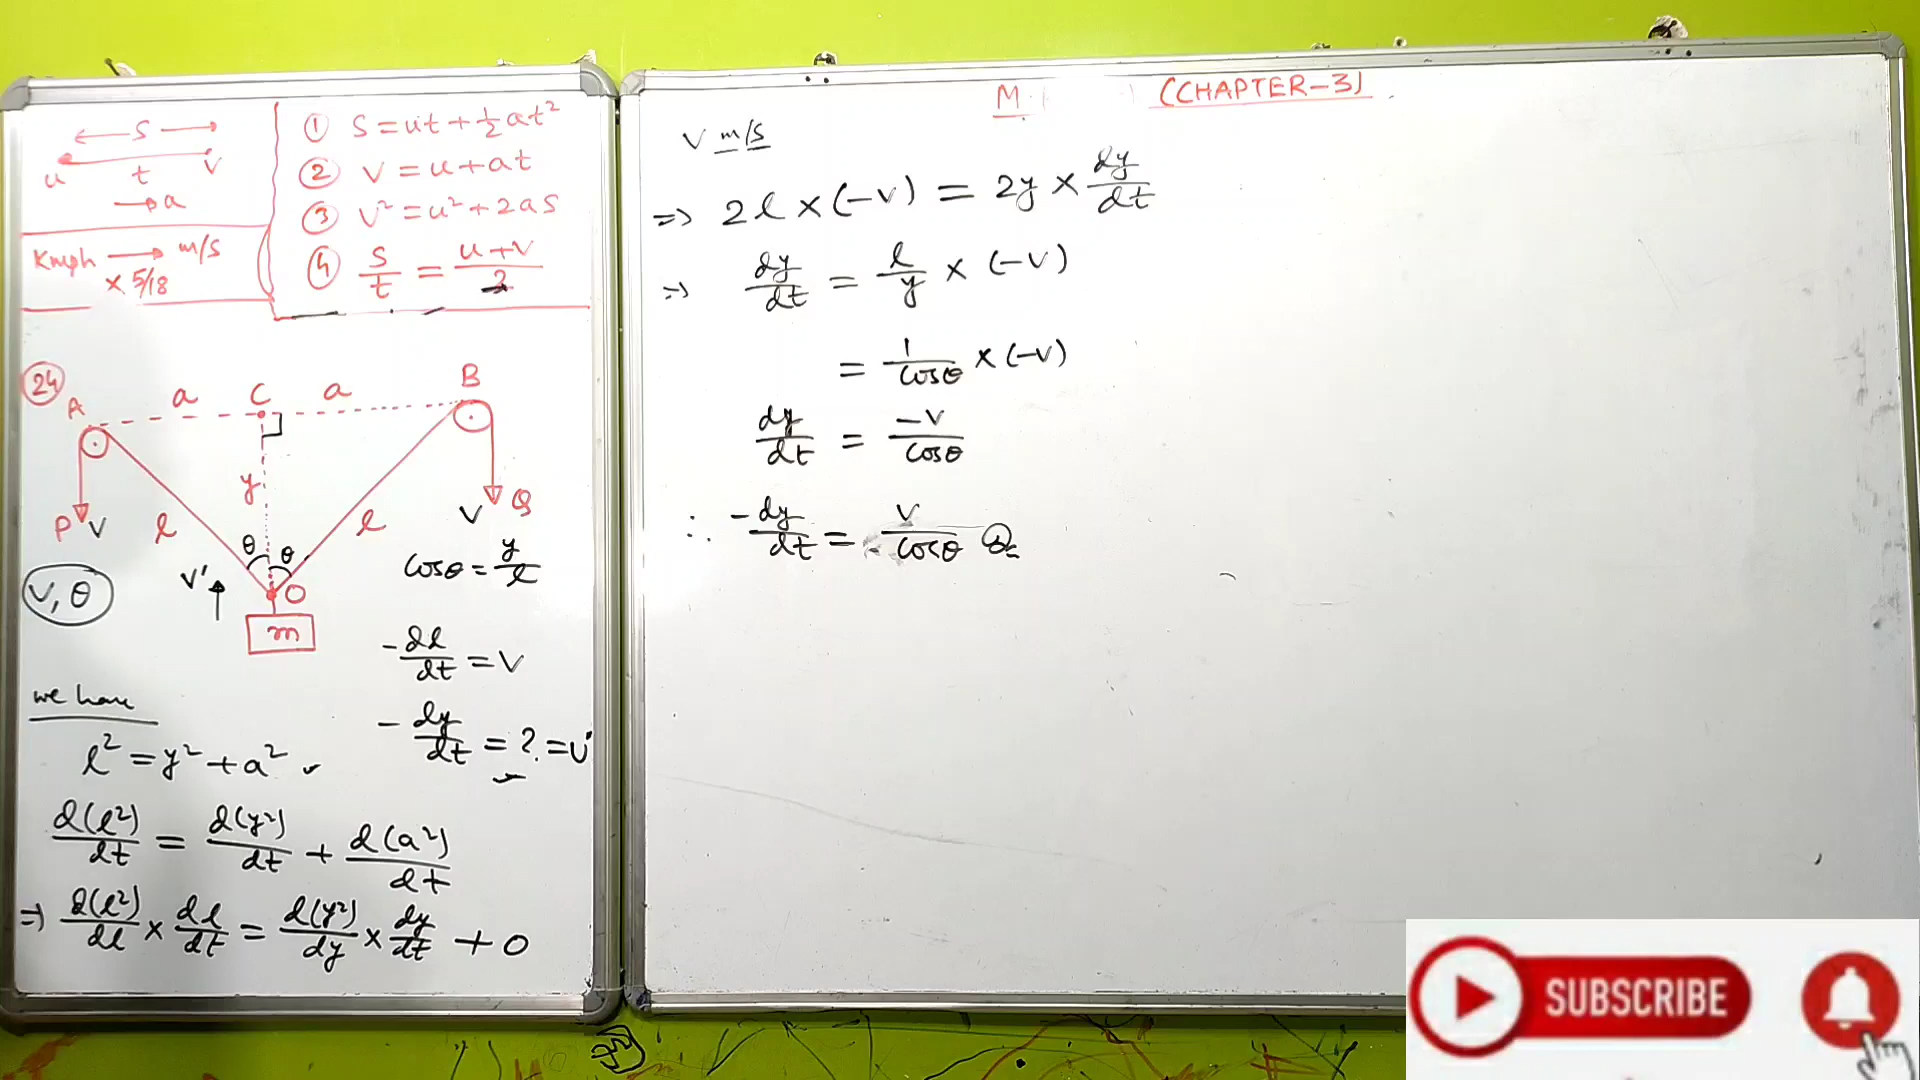 S
u t v
→ a
Kmph → m/s
× 5/18
① S = ut + ½ at²
② V = u + at
③ V² = u² + 2as
④ S/t = (u+v)/2
㉔
A a C a B
y
P V l l V Q
θ θ
cosθ = y/l
V, θ
V' ↑ O
m
-dl/dt = V
-dy/dt = ? = v'
we have
l² = y² + a²
d(l²)/dt = d(y²)/dt + d(a²)/dt
⇒ d(l²)/dl × dl/dt = d(y²)/dy × dy/dt + 0
M (CHAPTER-3)
V m/s
⇒ 2l × (-v) = 2y × dy/dt
⇒ dy/dt = l/y × (-v)
= 1/cosθ × (-v)
dy/dt = -v/cosθ
∴ -dy/dt = v/cosθ
SUBSCRIBE